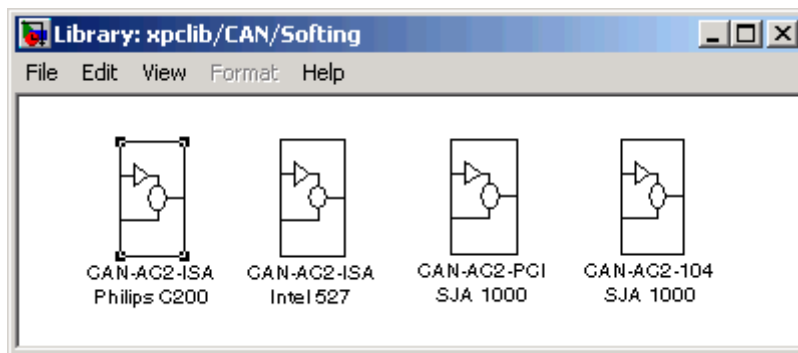 Library: xpclib/CAN/Softing
File Edit View Format Help
CAN-AC2-ISA CAN-AC2-ISA CAN-AC2-PCI CAN-AC2-104
Philips C200 Intel 527 SJA 1000 SJA 1000